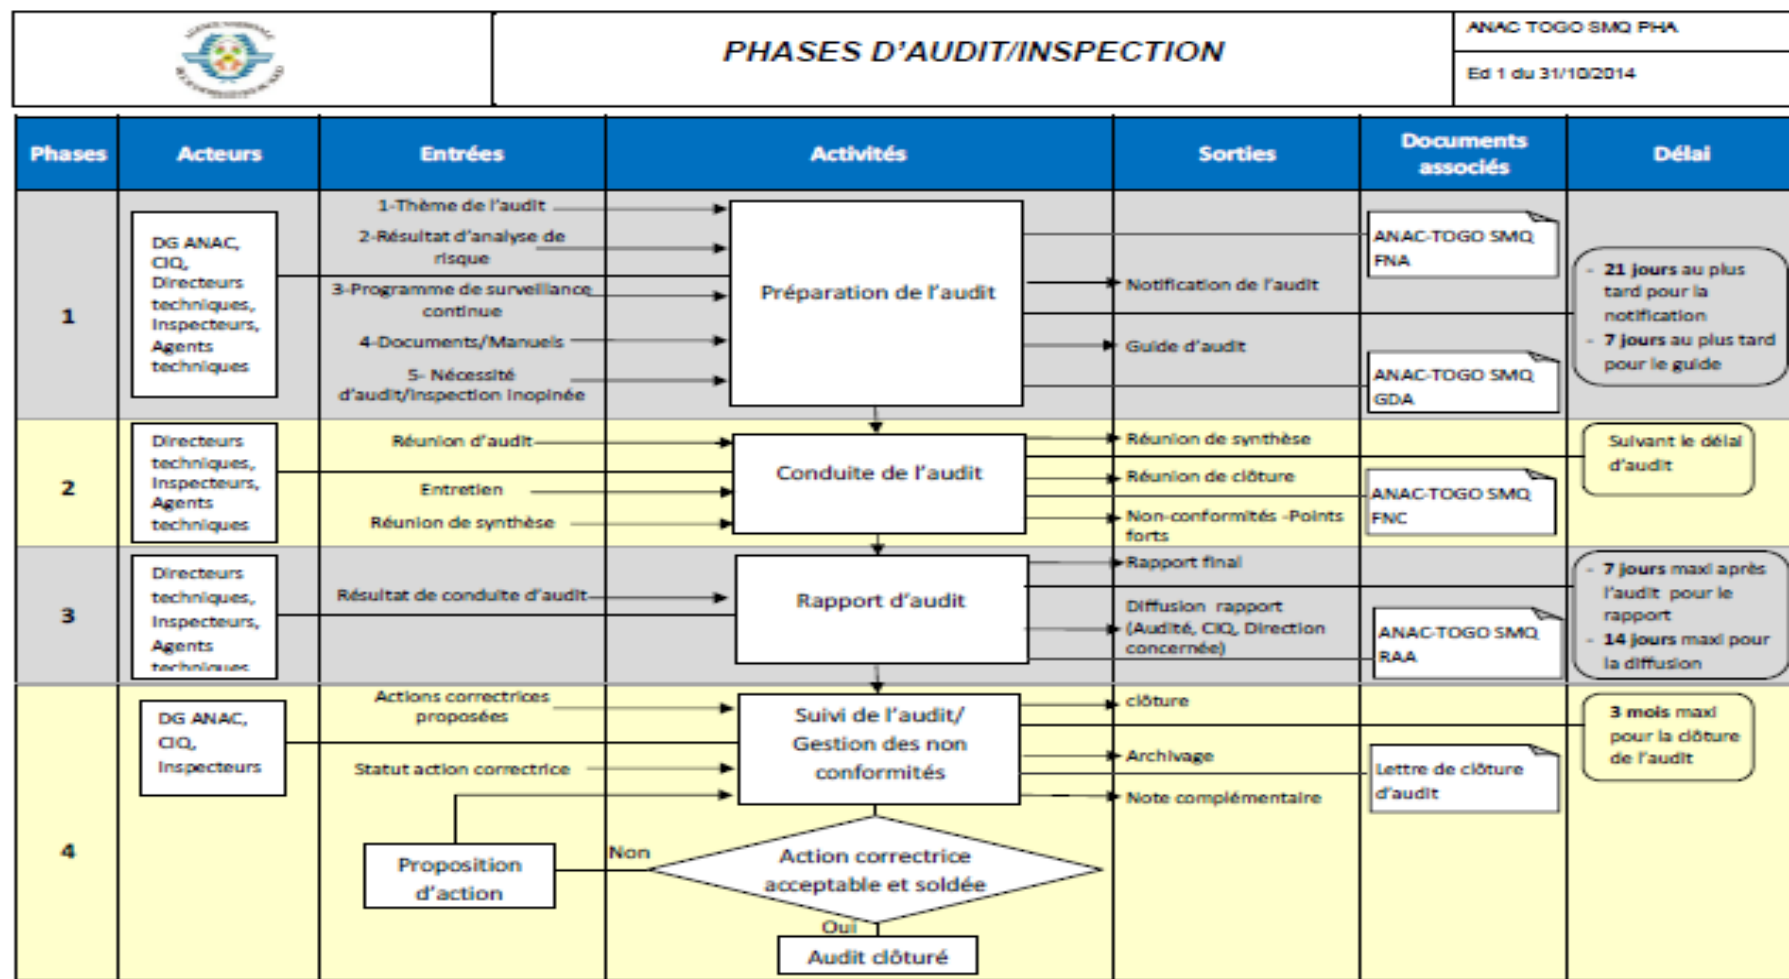 PHASES D'AUDIT/INSPECTION
ANAC TOGO SMQ PHA
Ed 1 du 31/10/2014
Phases
Acteurs
Entrées
Activités
Sorties
Documents
associés
Délai
1
DG ANAC,
CIQ,
Directeurs
techniques,
Inspecteurs,
Agents
techniques
1-Thème de l'audit
2-Résultat d'analyse de
risque
3-Programme de surveillance
continue
4-Documents/Manuels
5- Nécessité
d'audit/inspection inopinée
Préparation de l'audit
Notification de l'audit
Guide d'audit
ANAC-TOGO SMQ
FNA
ANAC-TOGO SMQ
GDA
- 21 jours au plus
tard pour la
notification
- 7 jours au plus tard
pour le guide
2
Directeurs
techniques,
Inspecteurs,
Agents
techniques
Réunion d'audit
Entretien
Réunion de synthèse
Conduite de l'audit
Réunion de synthèse
Réunion de clôture
Non-conformités -Points
forts
ANAC-TOGO SMQ
FNC
Suivant le délai
d'audit
3
Directeurs
techniques,
Inspecteurs,
Agents
techniques
Résultat de conduite d'audit
Rapport d'audit
Rapport final
Diffusion rapport
(Audité, CIQ, Direction
concernée)
ANAC-TOGO SMQ
RAA
- 7 jours maxi après
l'audit pour le
rapport
- 14 jours maxi pour
la diffusion
4
DG ANAC,
CIQ,
Inspecteurs
Actions correctrices
proposées
Statut action correctrice
Suivi de l'audit/
Gestion des non
conformités
clôture
Archivage
Note complémentaire
Lettre de clôture
d'audit
3 mois maxi
pour la clôture
de l'audit
Proposition
d'action
Non
Action correctrice
acceptable et soldée
Oui
Audit clôturé